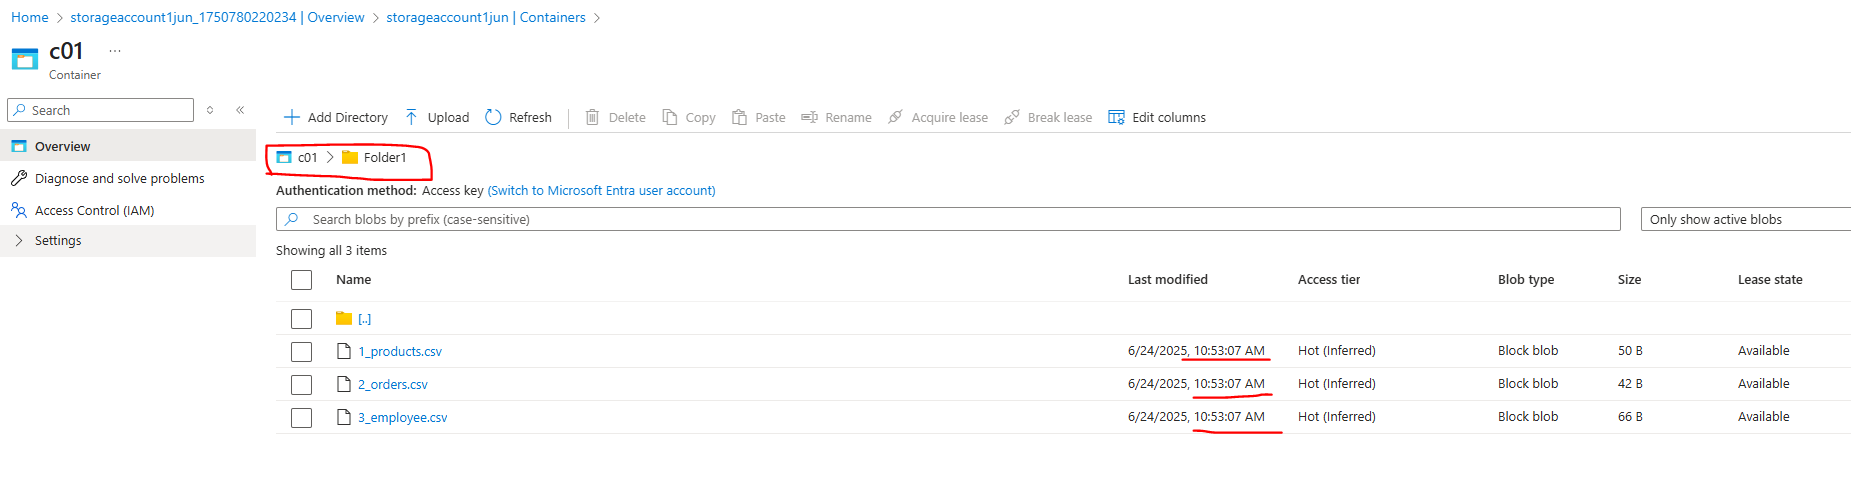 Home > storageaccount1jun_1750780220234 | Overview > storageaccount1jun | Containers >
c01 ...
Container
Search
Overview
Diagnose and solve problems
Access Control (IAM)
Settings
Add Directory Upload Refresh Delete Copy Paste Rename Acquire lease Break lease Edit columns
c01 > Folder1
Authentication method: Access key (Switch to Microsoft Entra user account)
Search blobs by prefix (case-sensitive) Only show active blobs
Showing all 3 items
Name Last modified Access tier Blob type Size Lease state
[..]
1_products.csv 6/24/2025, 10:53:07 AM Hot (Inferred) Block blob 50 B Available
2_orders.csv 6/24/2025, 10:53:07 AM Hot (Inferred) Block blob 42 B Available
3_employee.csv 6/24/2025, 10:53:07 AM Hot (Inferred) Block blob 66 B Available